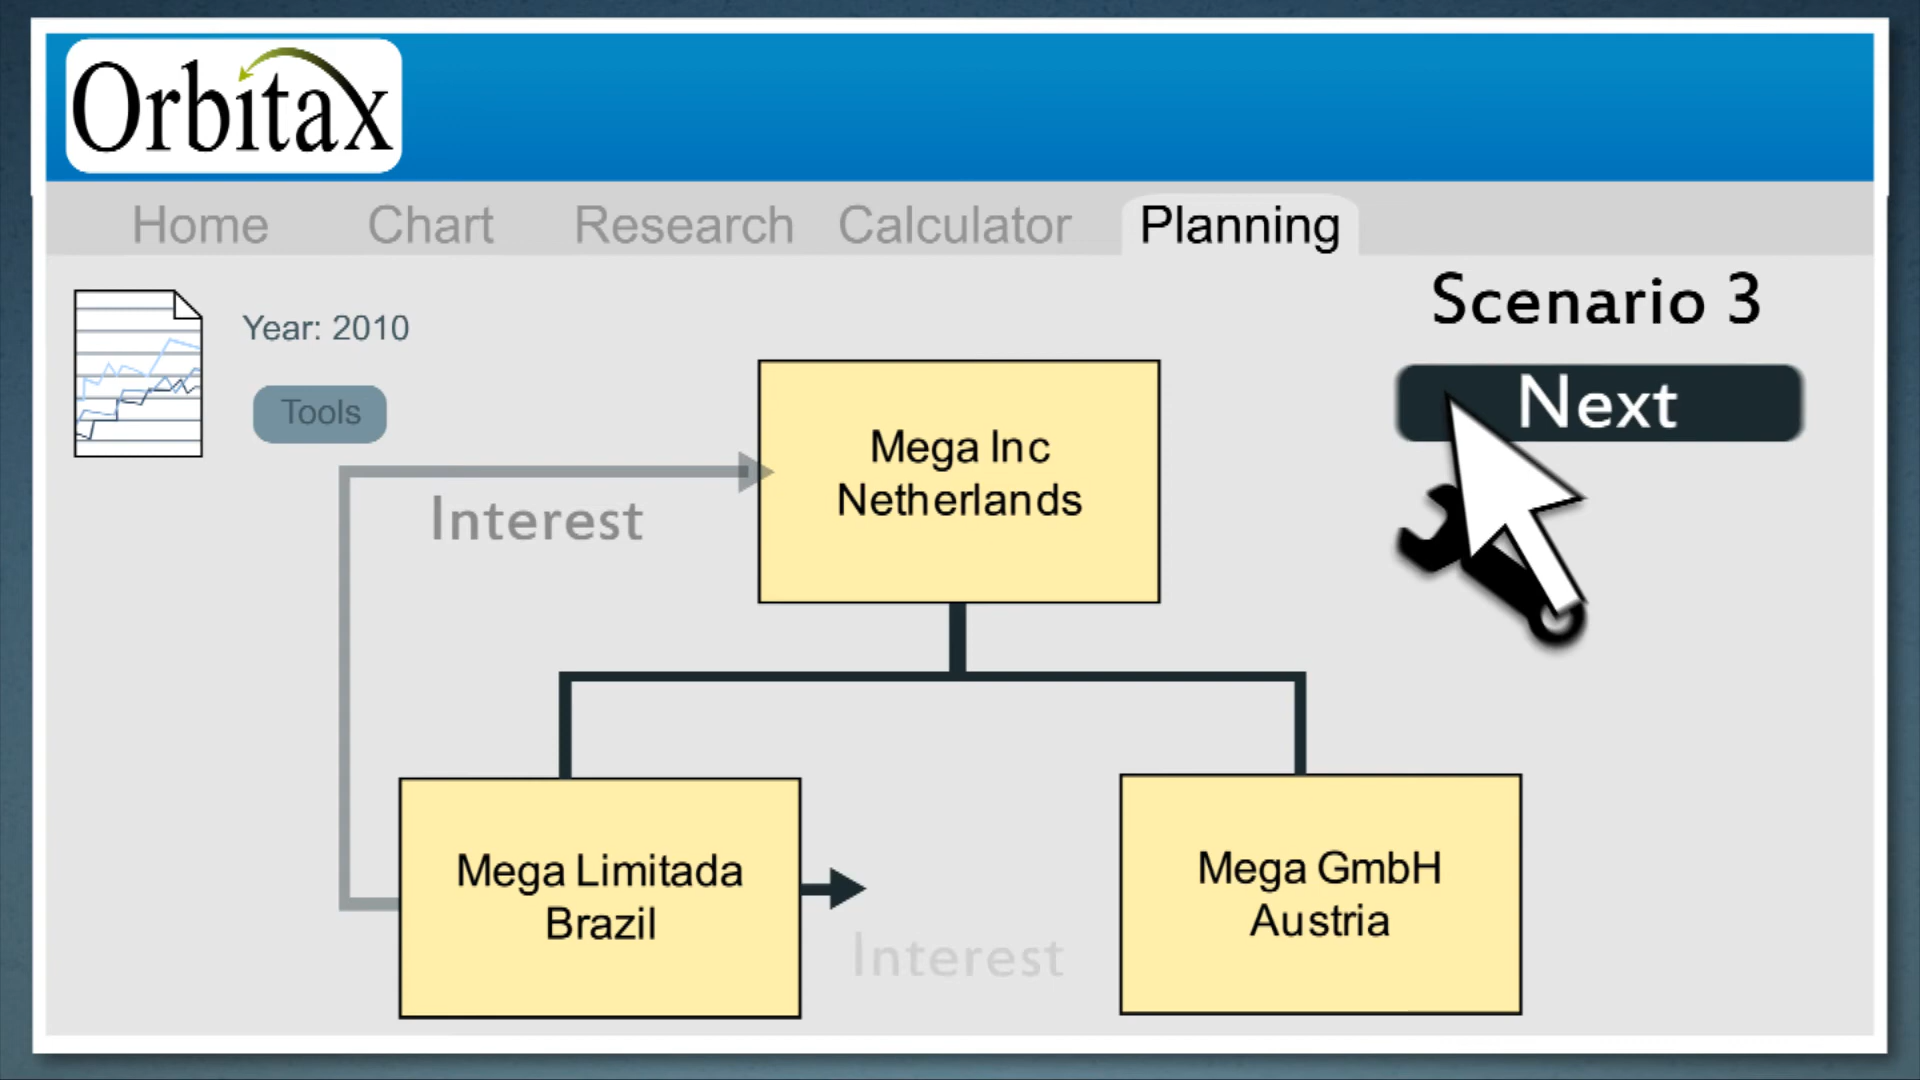 Orbitax
Home Chart Research Calculator Planning
Scenario 3
Year: 2010
Next
Tools
Mega Inc
Netherlands
Interest
Mega Limitada
Brazil
Mega GmbH
Austria
Interest